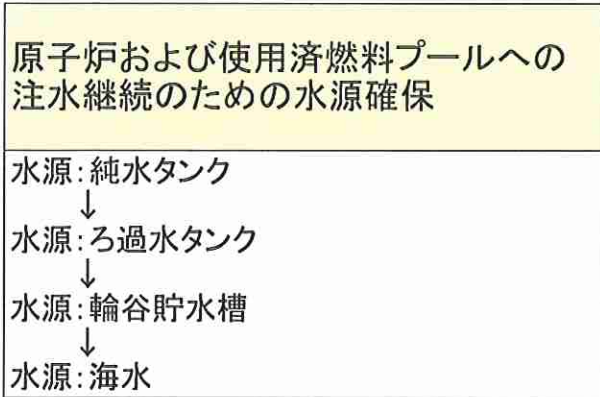 原子炉および使用済燃料プールへの
注水継続のための水源確保
水源:純水タンク
↓
水源:ろ過水タンク
↓
水源:輪谷貯水槽
↓
水源:海水